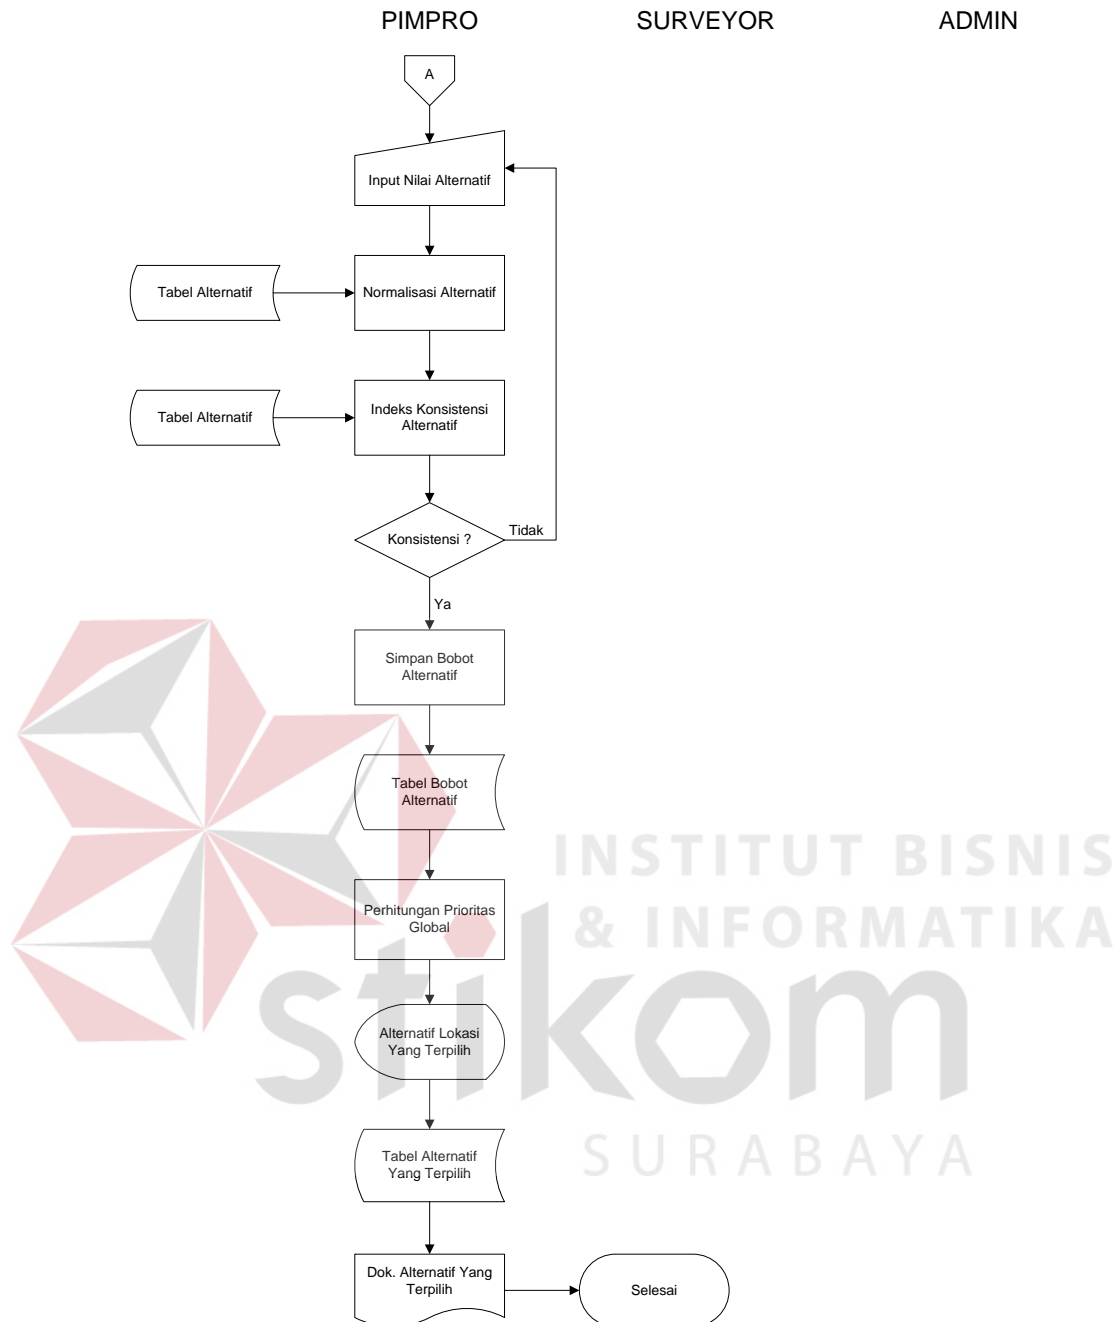 PIMPRO SURVEYOR ADMIN
A
Input Nilai Alternatif
Tabel Alternatif
Normalisasi Alternatif
Tabel Alternatif
Indeks Konsistensi
Alternatif
Konsistensi ?
Tidak
Ya
Simpan Bobot
Alternatif
Tabel Bobot
Alternatif
Perhitungan Prioritas
Global
Alternatif Lokasi
Yang Terpilih
Tabel Alternatif
Yang Terpilih
Dok. Alternatif Yang
Terpilih
Selesai
INSTITUT BISNIS
& INFORMATIKA
stikom
SURABAYA